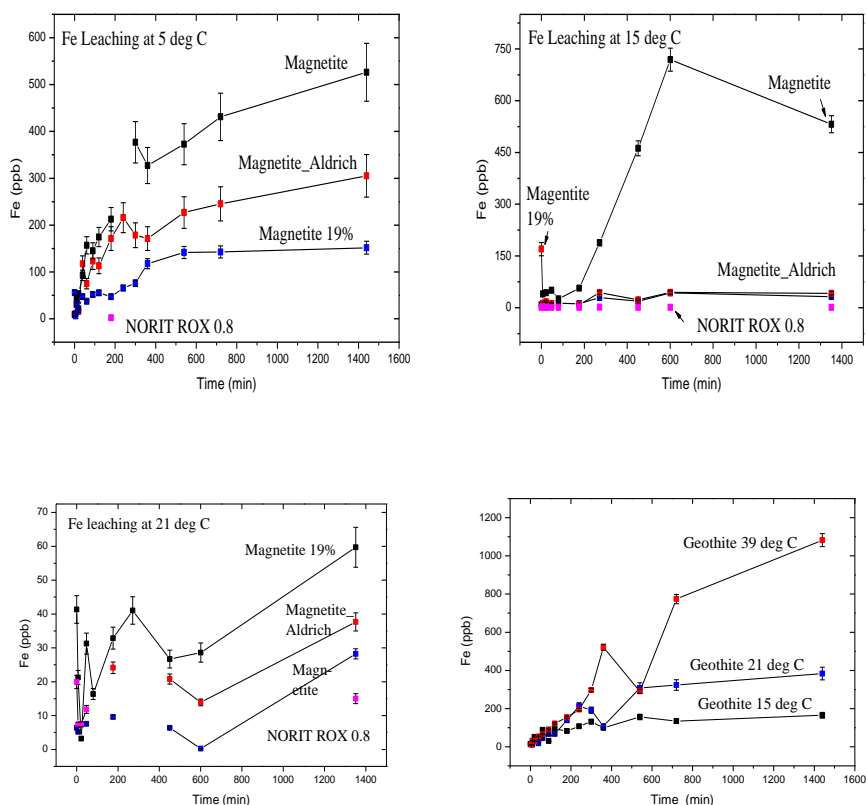 Fe Leaching at 5 deg C
Magnetite
Magnetite_Aldrich
Magnetite 19%
NORIT ROX 0.8
Fe (ppb)
600
500
400
300
200
100
0
0 200 400 600 800 1000 1200 1400 1600
Time (min)
Fe Leaching at 15 deg C
Magnetite
Magentite
19%
Magnetite_Aldrich
NORIT ROX 0.8
Fe (ppb)
750
600
450
300
150
0
0 200 400 600 800 1000 1200 1400
Time (min)
Fe leaching at 21 deg C
Magnetite 19%
Magnetite_
Aldrich
Magn-
etite
NORIT ROX 0.8
Fe (ppb)
70
60
50
40
30
20
10
0
0 200 400 600 800 1000 1200 1400
Time (min)
Geothite 39 deg C
Geothite 21 deg C
Geothite 15 deg C
Fe (ppb)
1200
1000
800
600
400
200
0
0 200 400 600 800 1000 1200 1400 1600
Time (min)